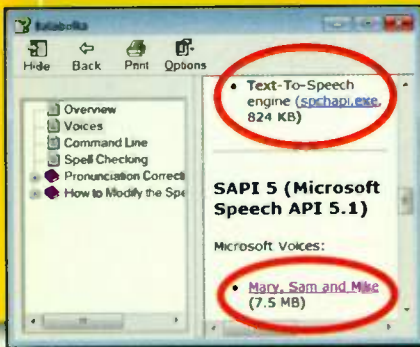 Balabolka
Hide Back Print Options
Overview
Voices
Command Line
Spell Checking
Pronunciation Correcti
How to Modify the Spe
• Text-To-Speech
engine (spchapi.exe,
824 KB)
SAPI 5 (Microsoft
Speech API 5.1)
Microsoft Voices:
• Mary, Sam and Mike
(7.5 MB)